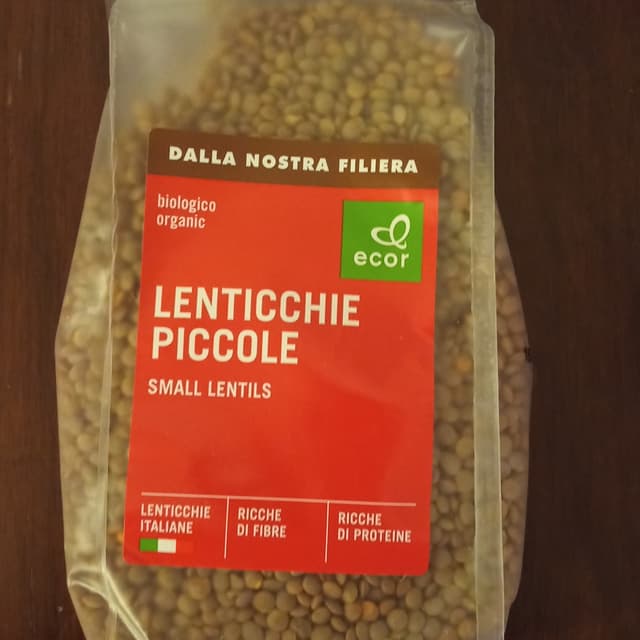 DALLA NOSTRA FILIERA
biologico
organic
ecor
LENTICCHIE
PICCOLE
SMALL LENTILS
LENTICCHIE
ITALIANE
RICCHE
DI FIBRE
RICCHE
DI PROTEINE